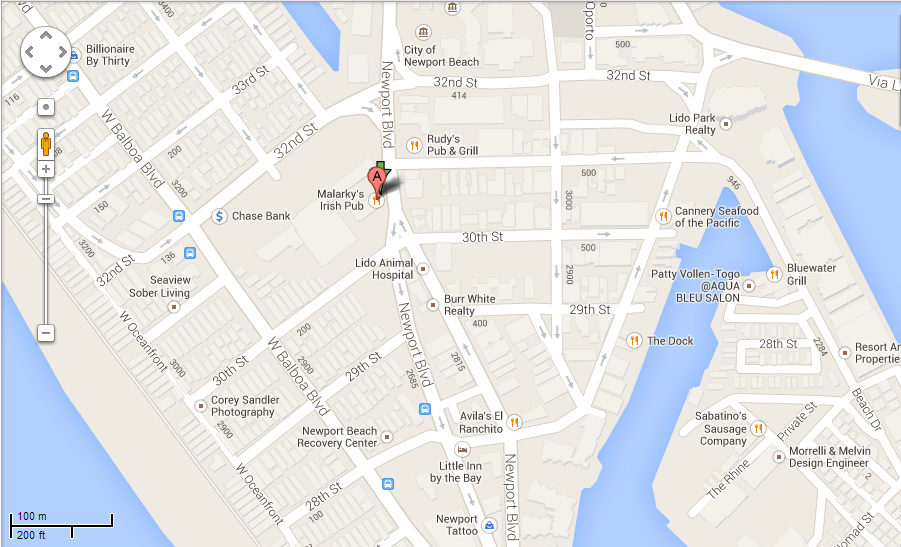 3400
Billionaire
By Thirty
116
33rd St
W Balboa Blvd
200
32nd St
3200
150
3200
32nd St
136
Chase Bank
City of
Newport Beach
Oporto
500
32nd St
414
32nd St
Via L
Newport Blvd
Rudy's
Pub & Grill
Lido Park
Realty
A
Malarky's
Irish Pub
946
3000
Cannery Seafood
of the Pacific
30th St
500
Lido Animal
Hospital
2900
Patty Vollen-Togo
@AQUA
BLEU SALON
Bluewater
Grill
Seaview
Sober Living
Burr White
Realty
400
29th St
W Oceanfront
3000
200
30th St
W Balboa Blvd
2900
29th St
Newport Blvd
2685
2815
The Dock
28th St
2284
Resort Ar
Properties
Corey Sandler
Photography
2900
Newport Beach
Recovery Center
Avila's El
Ranchito
Sabatino's
Sausage
Company
Private St
Beach Dr
W Oceanfront
28th St
100
Little Inn
by the Bay
Newport Blvd
Morrelli & Melvin
Design Engineer
The Rhine
2
Nomad St
Newport
Tattoo
100 m
200 ft